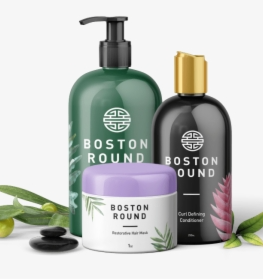 BOSTON
ROUND
BOSTON
ROUND
Curl Defining
Conditioner
BOSTON
ROUND
Restorative Hair Mask